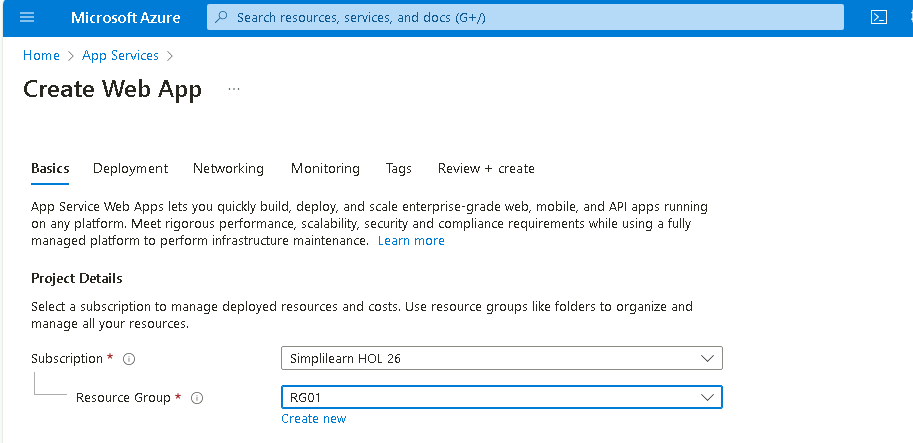 Microsoft Azure
Search resources, services, and docs (G+/)
Home > App Services >
Create Web App ...
Basics Deployment Networking Monitoring Tags Review + create
App Service Web Apps lets you quickly build, deploy, and scale enterprise-grade web, mobile, and API apps running
on any platform. Meet rigorous performance, scalability, security and compliance requirements while using a fully
managed platform to perform infrastructure maintenance. Learn more
Project Details
Select a subscription to manage deployed resources and costs. Use resource groups like folders to organize and
manage all your resources.
Subscription * Simplilearn HOL 26
Resource Group * RG01
Create new